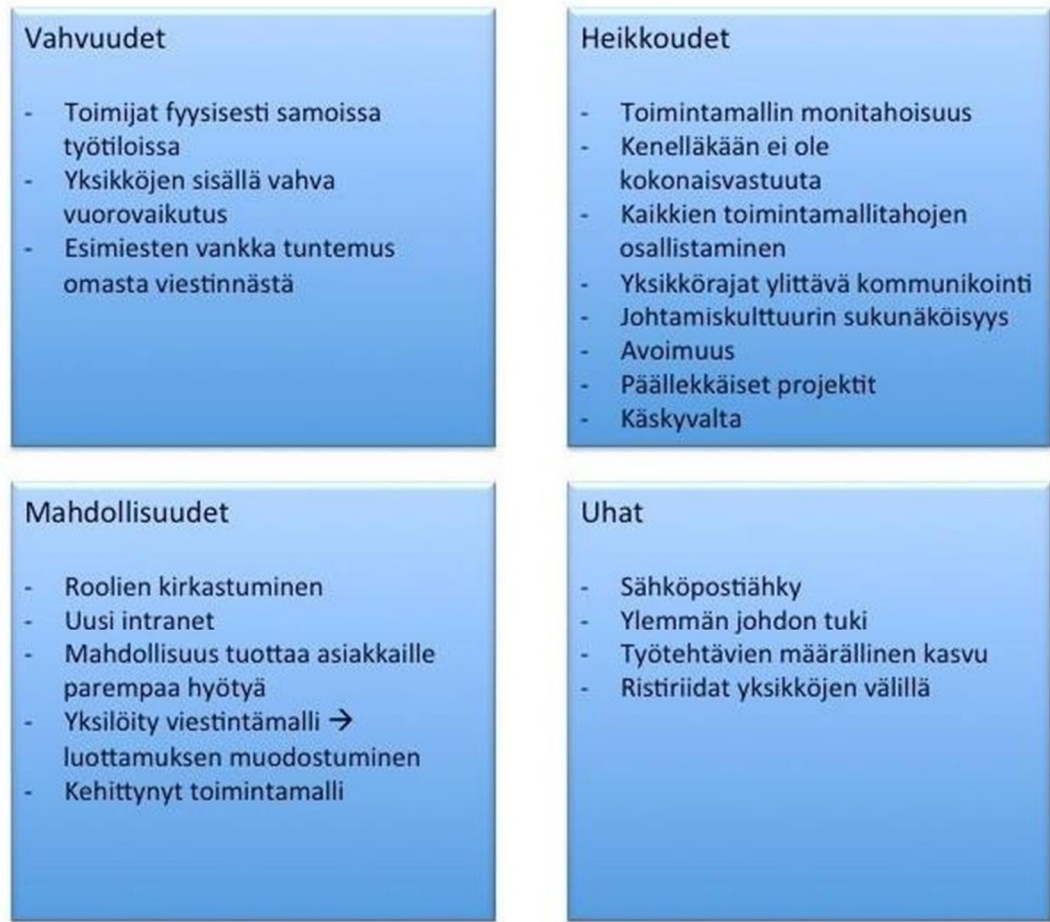 Vahvuudet
- Toimijat fyysisesti samoissa
työtiloissa
- Yksikköjen sisällä vahva
vuorovaikutus
- Esimiesten vankka tuntemus
omasta viestinnästä
Heikkoudet
- Toimintamallin monitahoisuus
- Kenelläkään ei ole
kokonaisvastuuta
- Kaikkien toimintamallitahojen
osallistaminen
- Yksikkörajat ylittävä kommunikointi
- Johtamiskulttuurin sukunäköisyys
- Avoimuus
- Päällekkäiset projektit
- Käskyvalta
Mahdollisuudet
- Roolien kirkastuminen
- Uusi intranet
- Mahdollisuus tuottaa asiakkaille
parempaa hyötyä
- Yksilöity viestintämalli →
luottamuksen muodostuminen
- Kehittynyt toimintamalli
Uhat
- Sähköpostiähky
- Ylemmän johdon tuki
- Työtehtävien määrällinen kasvu
- Ristiriidat yksikköjen välillä